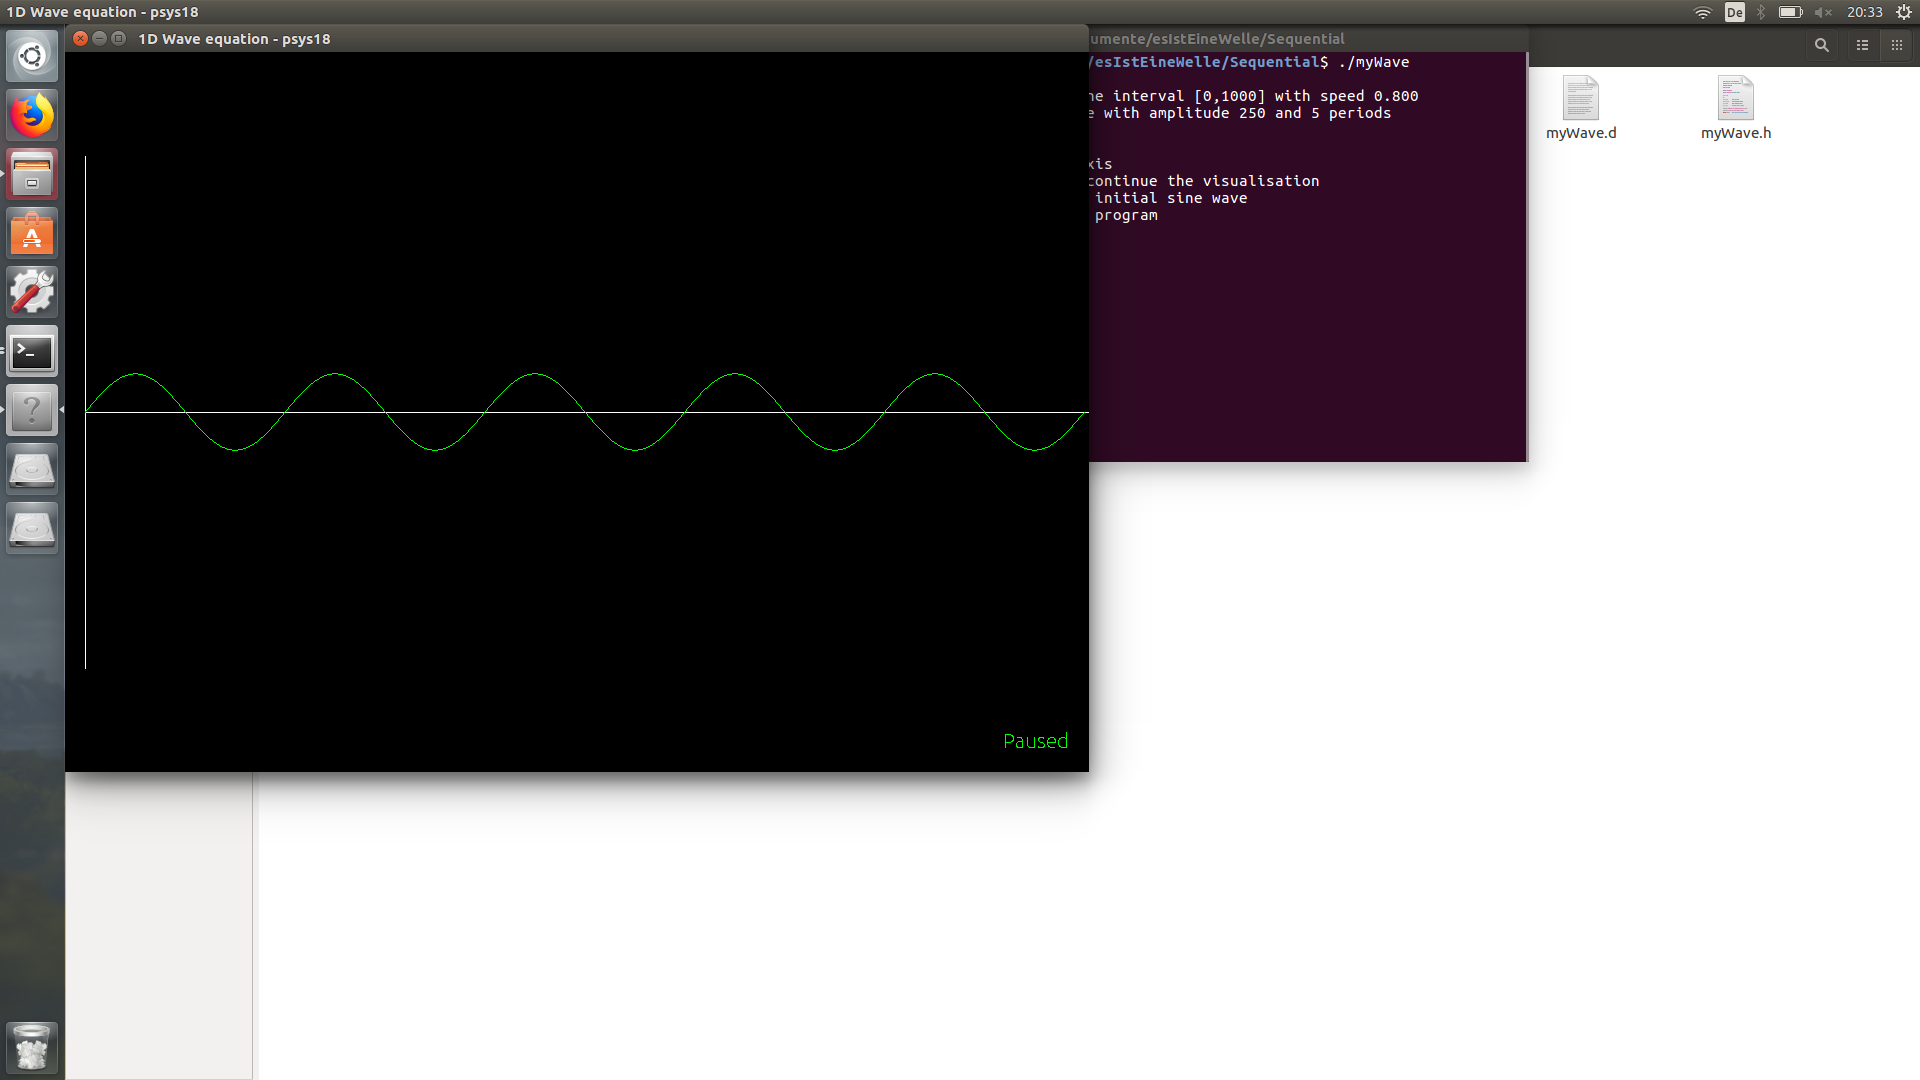 1D Wave equation - psys18
De
20:33
1D Wave equation - psys18
umente/esIstEineWelle/Sequential
/esIstEineWelle/Sequential$ ./myWave
interval [0,1000] with speed 0.800
with amplitude 250 and 5 periods
continue the visualisation
initial sine wave
program
myWave.d
myWave.h
Paused